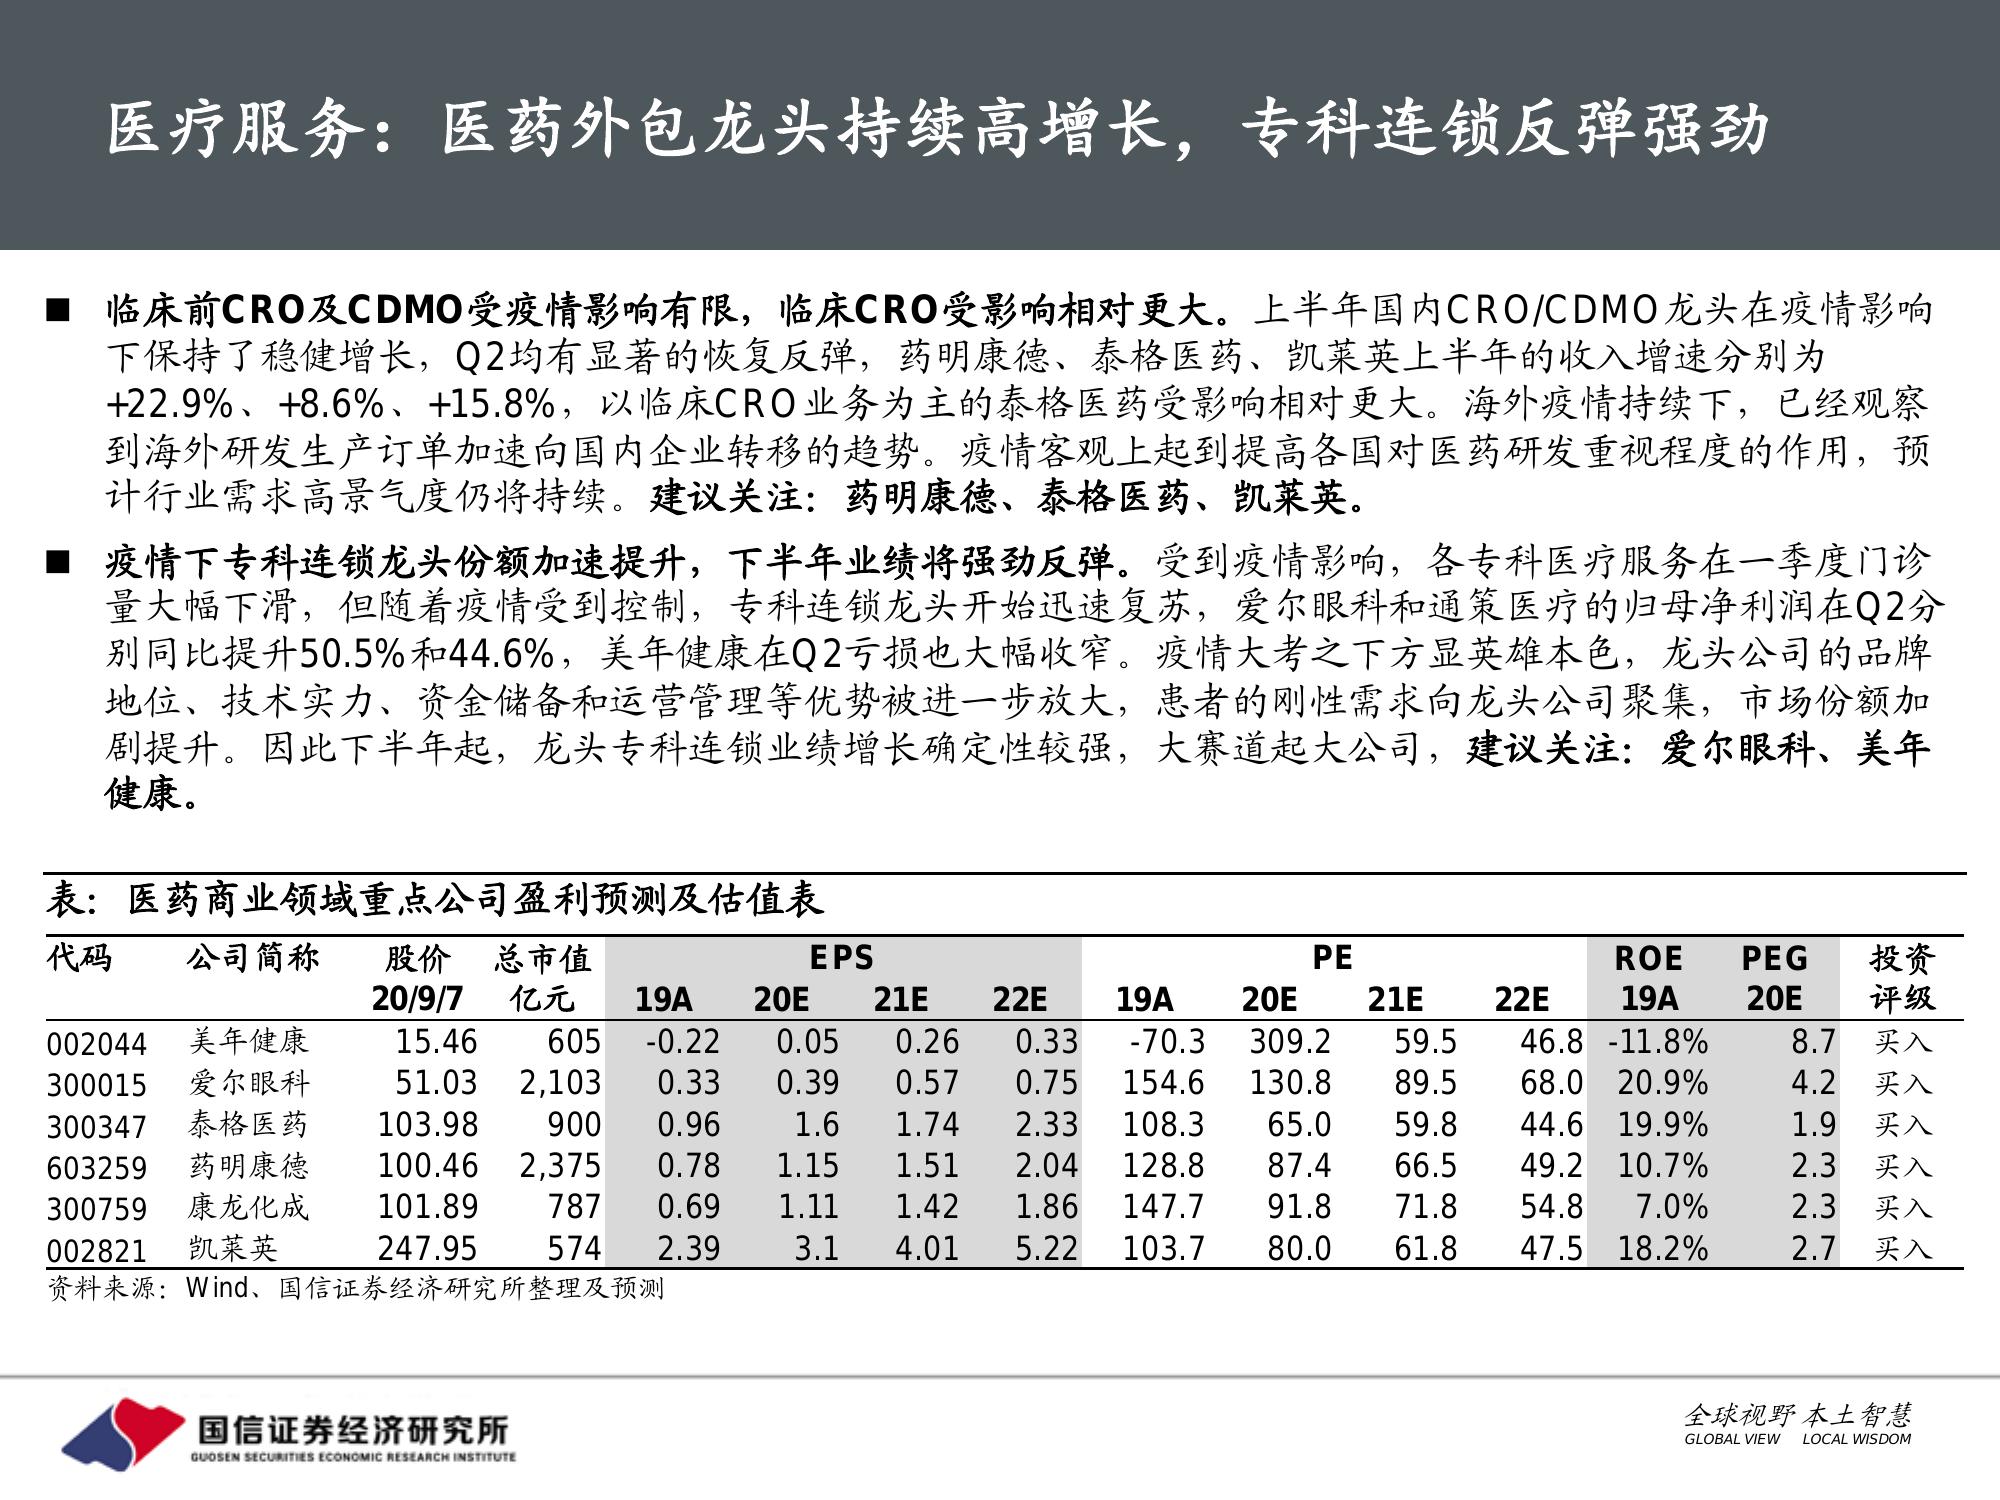 医疗服务：医药外包龙头持续高增长，专科连锁反弹强劲
■ 临床前CRO及CDMO受疫情影响有限，临床CRO受影响相对更大。上半年国内CRO/CDMO龙头在疫情影响
下保持了稳健增长，Q2均有显著的恢复反弹，药明康德、泰格医药、凯莱英上半年的收入增速分别为
+22.9%、+8.6%、+15.8%，以临床CRO业务为主的泰格医药受影响相对更大。海外疫情持续下，已经观察
到海外研发生产订单加速向国内企业转移的趋势。疫情客观上起到提高各国对医药研发重视程度的作用，预
计行业需求高景气度仍将持续。建议关注：药明康德、泰格医药、凯莱英。
■ 疫情下专科连锁龙头份额加速提升，下半年业绩将强劲反弹。受到疫情影响，各专科医疗服务在一季度门诊
量大幅下滑，但随着疫情受到控制，专科连锁龙头开始迅速复苏，爱尔眼科和通策医疗的归母净利润在Q2分
别同比提升50.5%和44.6%，美年健康在Q2亏损也大幅收窄。疫情大考之下方显英雄本色，龙头公司的品牌
地位、技术实力、资金储备和运营管理等优势被进一步放大，患者的刚性需求向龙头公司聚集，市场份额加
剧提升。因此下半年起，龙头专科连锁业绩增长确定性较强，大赛道起大公司，建议关注：爱尔眼科、美年
健康。
表：医药商业领域重点公司盈利预测及估值表
代码 公司简称 股价 总市值 EPS PE ROE PEG 投资
20/9/7 亿元 19A 20E 21E 22E 19A 20E 21E 22E 19A 20E 评级
002044 美年健康 15.46 605 -0.22 0.05 0.26 0.33 -70.3 309.2 59.5 46.8 -11.8% 8.7 买入
300015 爱尔眼科 51.03 2,103 0.33 0.39 0.57 0.75 154.6 130.8 89.5 68.0 20.9% 4.2 买入
300347 泰格医药 103.98 900 0.96 1.6 1.74 2.33 108.3 65.0 59.8 44.6 19.9% 1.9 买入
603259 药明康德 100.46 2,375 0.78 1.15 1.51 2.04 128.8 87.4 66.5 49.2 10.7% 2.3 买入
300759 康龙化成 101.89 787 0.69 1.11 1.42 1.86 147.7 91.8 71.8 54.8 7.0% 2.3 买入
002821 凯莱英 247.95 574 2.39 3.1 4.01 5.22 103.7 80.0 61.8 47.5 18.2% 2.7 买入
资料来源：Wind、国信证券经济研究所整理及预测
国信证券经济研究所
GUOSEN SECURITIES ECONOMIC RESEARCH INSTITUTE
全球视野 本土智慧
GLOBAL VIEW LOCAL WISDOM